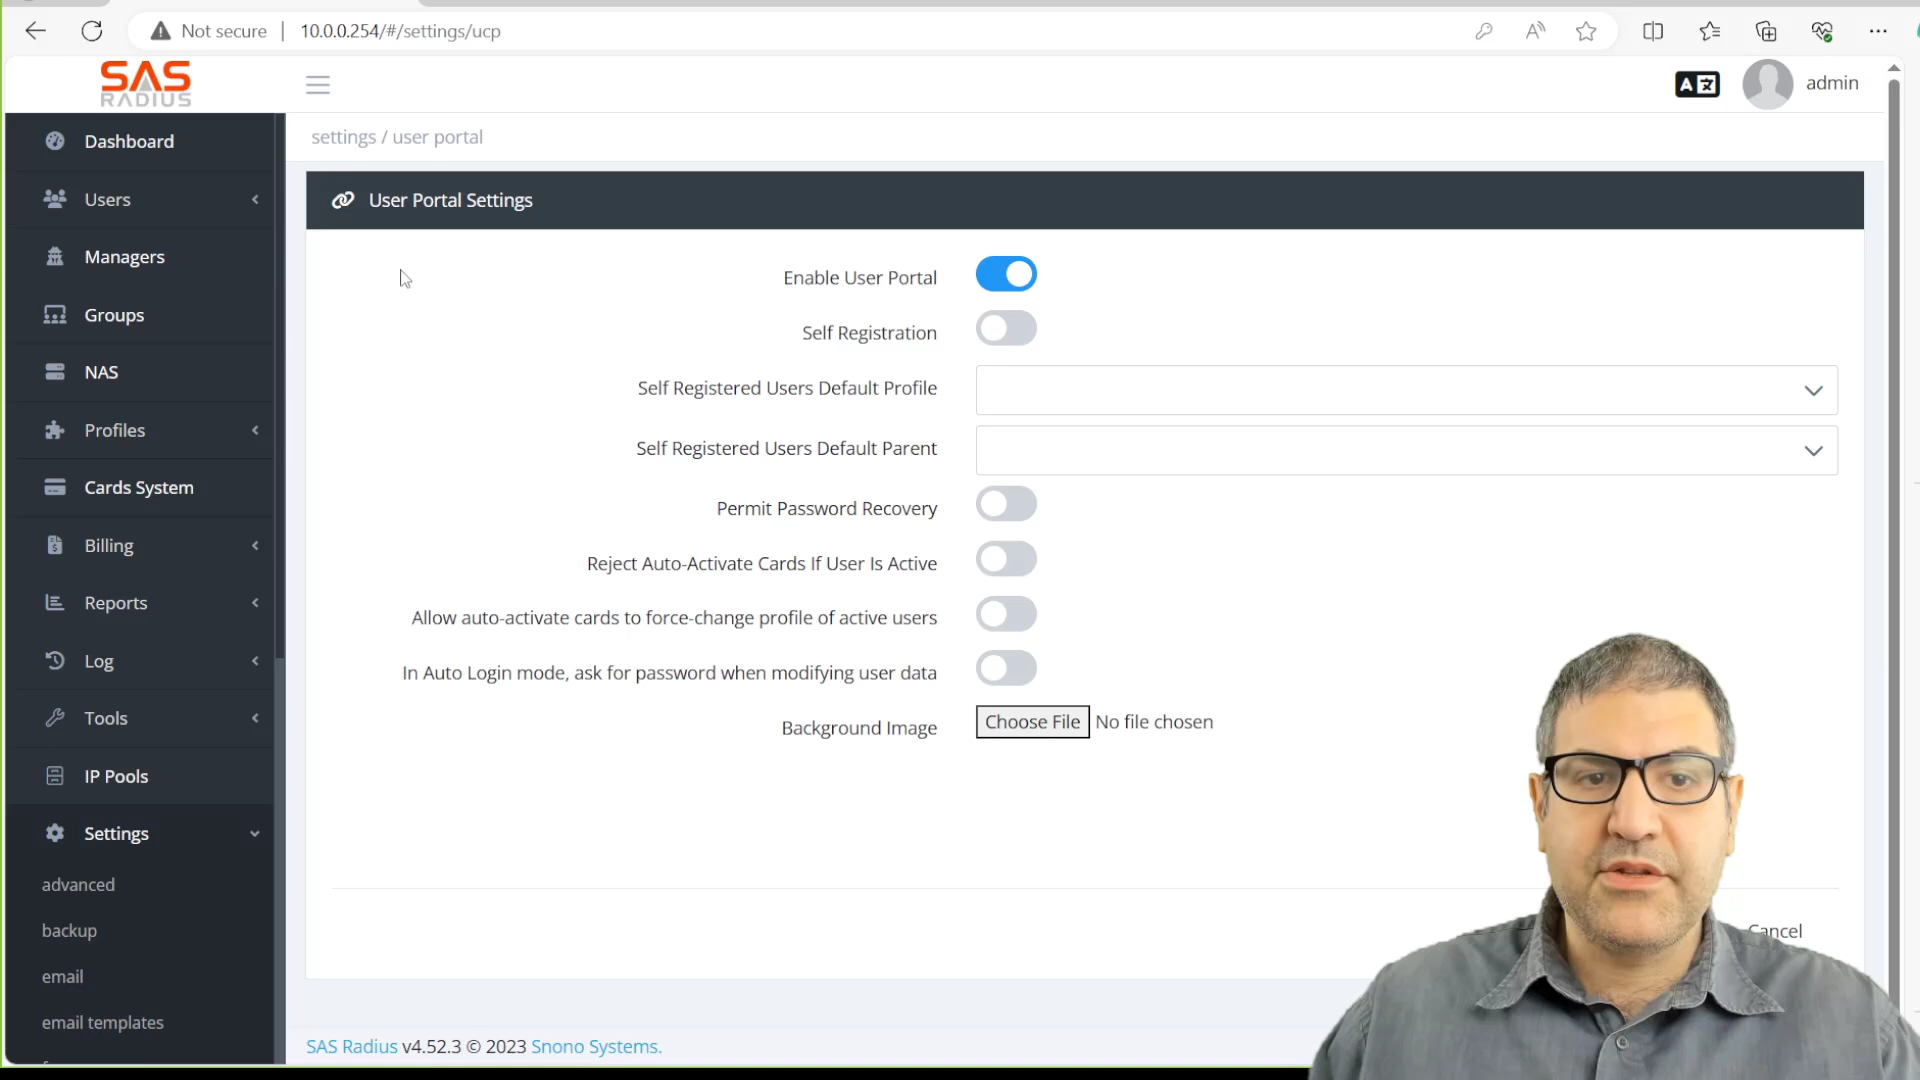 Not secure
10.0.0.254/#/settings/ucp
SAS
RADIUS
admin
Dashboard
Users
Managers
Groups
NAS
Profiles
Cards System
Billing
Reports
Log
Tools
IP Pools
Settings
advanced
backup
email
email templates
settings / user portal
User Portal Settings
Enable User Portal
Self Registration
Self Registered Users Default Profile
Self Registered Users Default Parent
Permit Password Recovery
Reject Auto-Activate Cards If User Is Active
Allow auto-activate cards to force-change profile of active users
In Auto Login mode, ask for password when modifying user data
Background Image
Choose File No file chosen
Cancel
SAS Radius v4.52.3 © 2023 Snono Systems.